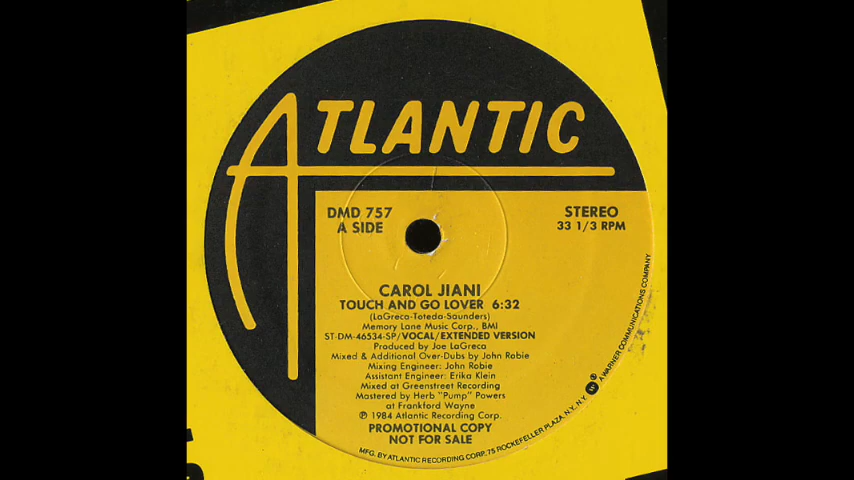 ATLANTIC
DMD 757
A SIDE
STEREO
33 1/3 RPM
CAROL JIANI
TOUCH AND GO LOVER 6:32
(LaGreca-Toteda-Saunders)
Memory Lane Music Corp., BMI
ST-DM-46534-SP/VOCAL/EXTENDED VERSION
Produced by Joe LaGreca
Mixed & Additional Over-Dubs by John Robie
Mixing Engineer: John Robie
Assistant Engineer: Erika Klein
Mixed at Greenstreet Recording
Mastered by Herb "Pump" Powers
at Frankford Wayne
℗ 1984 Atlantic Recording Corp.
PROMOTIONAL COPY
NOT FOR SALE
MFG. BY ATLANTIC RECORDING CORP. 75 ROCKEFELLER PLAZA, N.Y., N.Y. SP ® A WARNER COMMUNICATIONS COMPANY